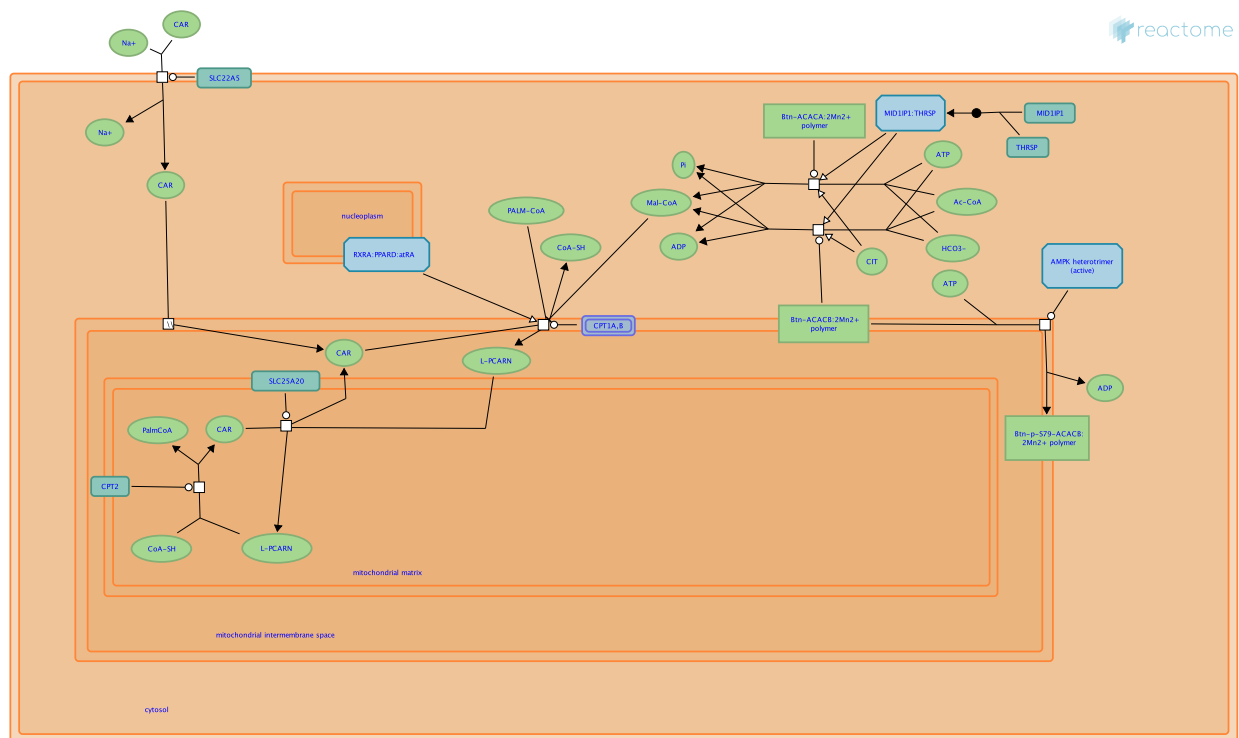 CAR
Na+
reactome
SLC22A5
Na+
CAR
Btn-ACACA:2Mn2+
polymer
MID1IP1:THRSP
MID1IP1
THRSP
ATP
Pi
Mal-CoA
Ac-CoA
ADP
HCO3-
CIT
nucleoplasm
PALM-CoA
CoA-SH
RXRA:PPARD:atRA
AMPK heterotrimer
(active)
ATP
\\
CPT1A,B
Btn-ACACB:2Mn2+
polymer
CAR
L-PCARN
SLC25A20
ADP
PalmCoA
CAR
Btn-p-S79-ACACB:
2Mn2+ polymer
CPT2
CoA-SH
L-PCARN
mitochondrial matrix
mitochondrial intermembrane space
cytosol